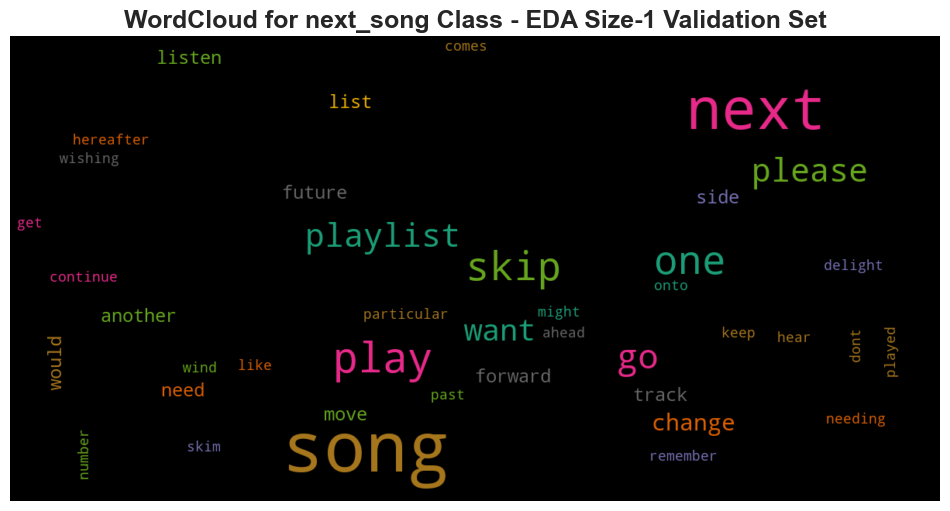 WordCloud for next_song Class - EDA Size-1 Validation Set
comes
listen
list
next
hereafter
wishing
please
future
side
get
playlist
skip
one
delight
continue
onto
another
particular
might
want
ahead
keep
hear
dont
played
would
wind
like
play
go
forward
need
past
track
move
song
change
needing
number
skim
remember